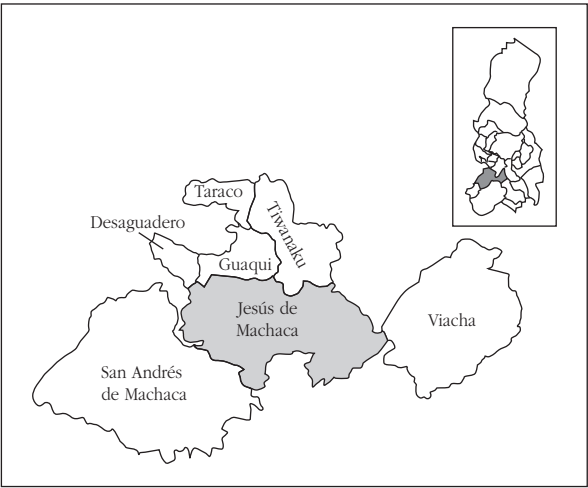 Taraco
Desaguadero
Tiwanaku
Guaqui
Jesús de
Machaca
Viacha
San Andrés
de Machaca